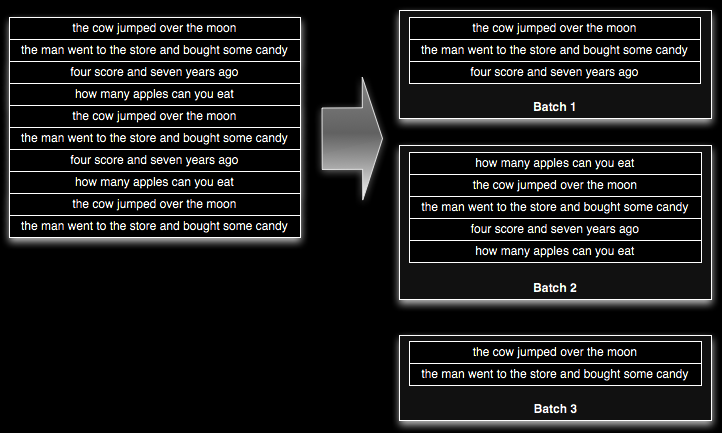 the cow jumped over the moon
the man went to the store and bought some candy
four score and seven years ago
how many apples can you eat
the cow jumped over the moon
the man went to the store and bought some candy
four score and seven years ago
how many apples can you eat
the cow jumped over the moon
the man went to the store and bought some candy
the cow jumped over the moon
the man went to the store and bought some candy
four score and seven years ago
Batch 1
how many apples can you eat
the cow jumped over the moon
the man went to the store and bought some candy
four score and seven years ago
how many apples can you eat
Batch 2
the cow jumped over the moon
the man went to the store and bought some candy
Batch 3